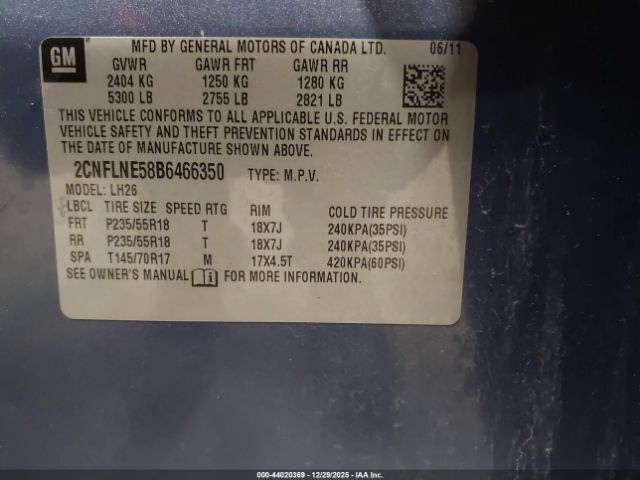 GM
MFD BY GENERAL MOTORS OF CANADA LTD. 06/11
GVWR GAWR FRT GAWR RR
2404 KG 1250 KG 1280 KG
5300 LB 2755 LB 2821 LB
THIS VEHICLE CONFORMS TO ALL APPLICABLE U.S. FEDERAL MOTOR
VEHICLE SAFETY AND THEFT PREVENTION STANDARDS IN EFFECT ON
THE DATE OF MANUFACTURE SHOWN ABOVE.
2CNFLNE58B6466350 TYPE: M.P.V.
MODEL: LH26
LBCL TIRE SIZE SPEED RTG RIM COLD TIRE PRESSURE
FRT P235/55R18 T 18X7J 240KPA(35PSI)
RR P235/55R18 T 18X7J 240KPA(35PSI)
SPA T145/70R17 M 17X4.5T 420KPA(60PSI)
SEE OWNER'S MANUAL FOR MORE INFORMATION.
000-44020369 - 12/29/2025 - IAAI.COM